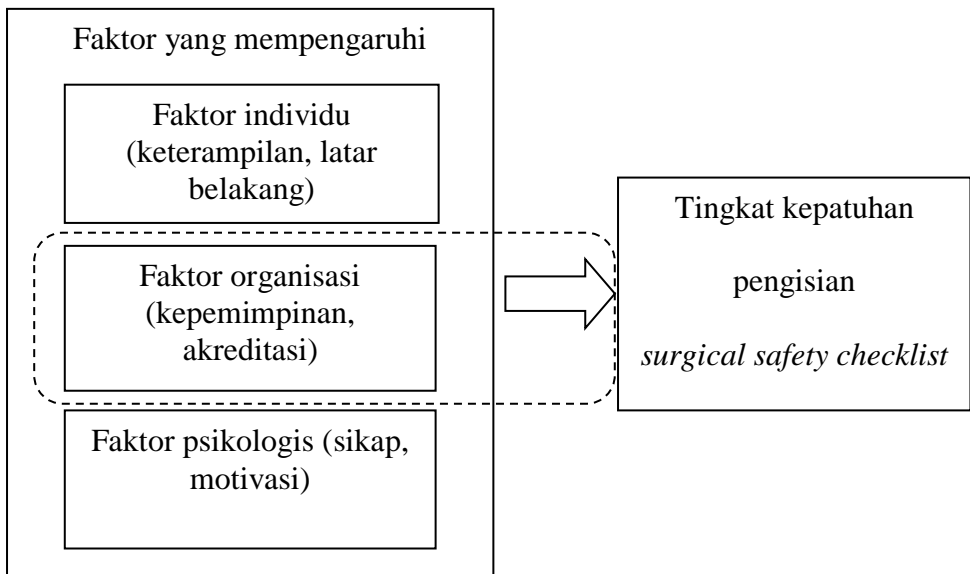 Faktor yang mempengaruhi
Faktor individu
(keterampilan, latar
belakang)
Faktor organisasi
(kepemimpinan,
akreditasi)
Faktor psikologis (sikap,
motivasi)
Tingkat kepatuhan
pengisian
surgical safety checklist